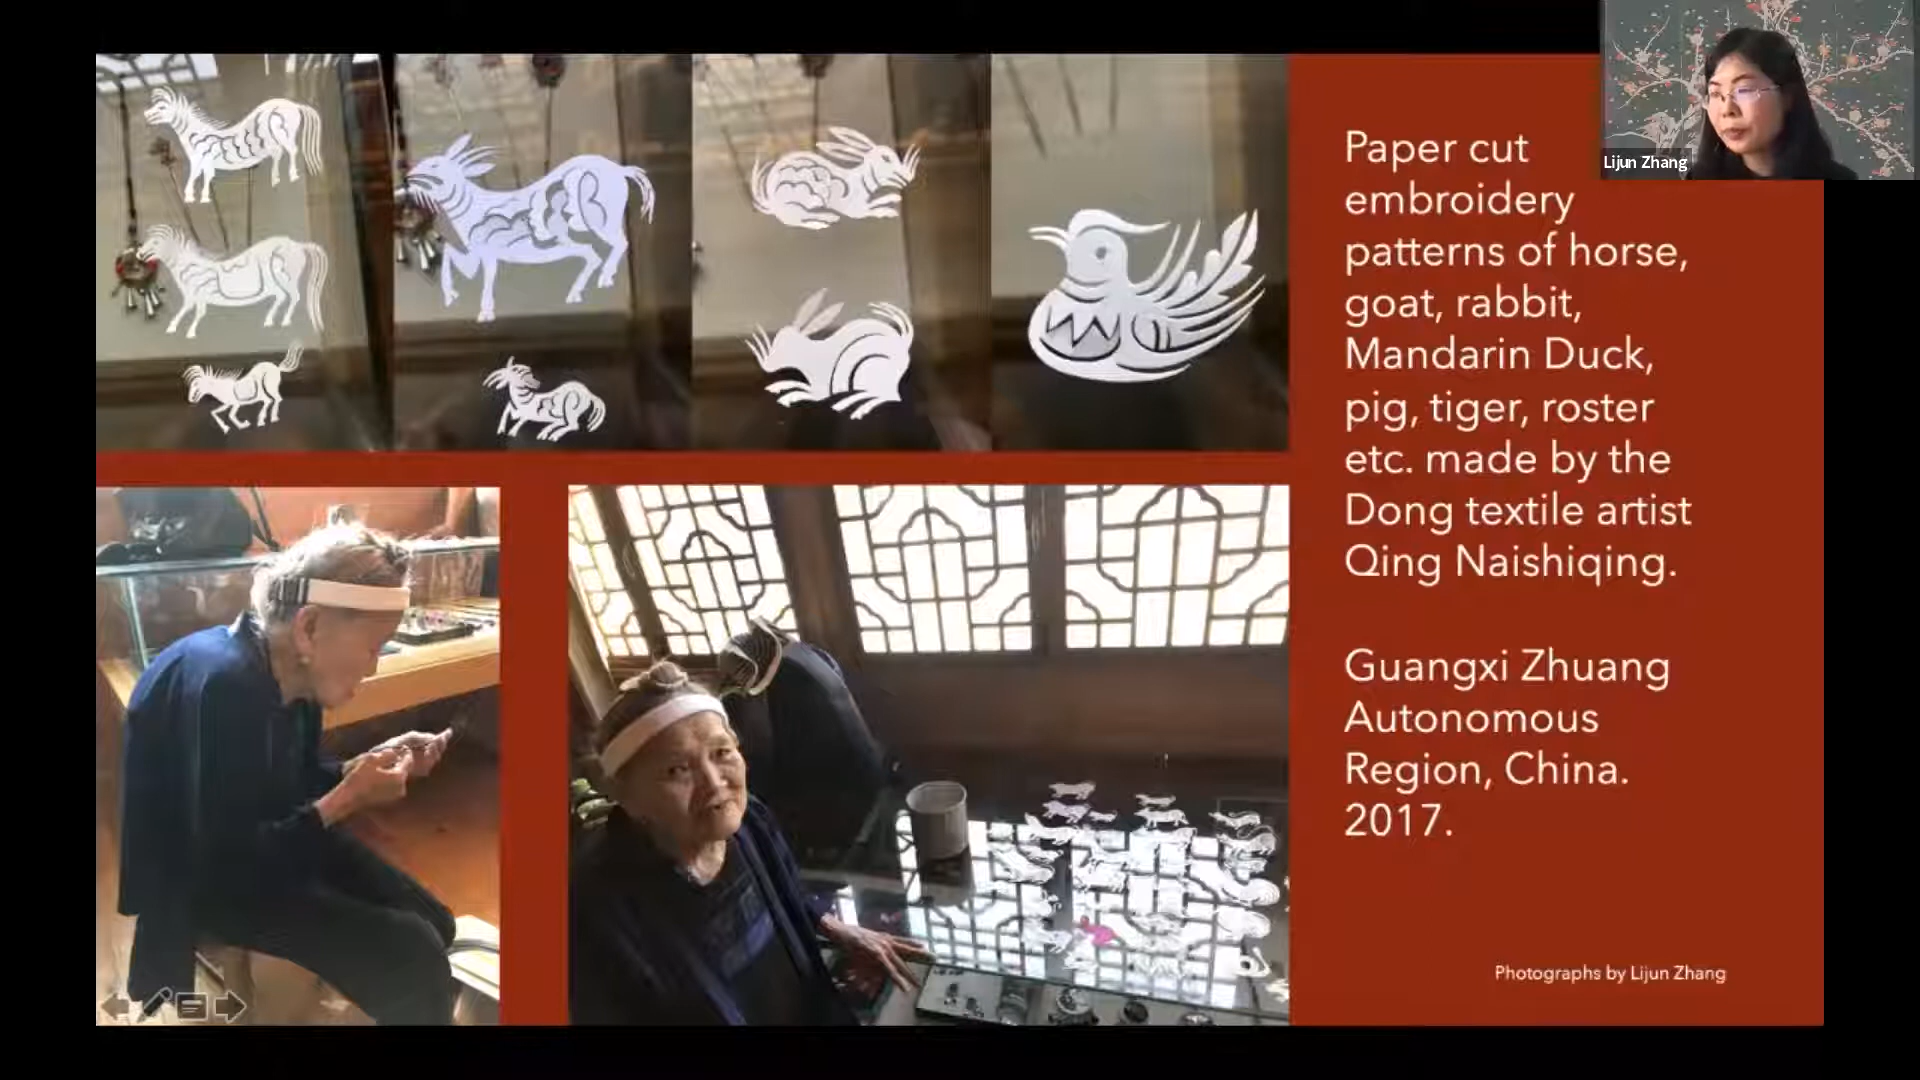 Paper cut
embroidery
patterns of horse,
goat, rabbit,
Mandarin Duck,
pig, tiger, roster
etc. made by the
Dong textile artist
Qing Naishiqing.
Guangxi Zhuang
Autonomous
Region, China.
2017.
Photographs by Lijun Zhang
Lijun Zhang